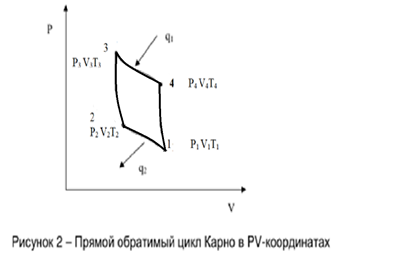 P
3
q1
P3 V3T3
4
P4 V4T4
2
P2 V2T2
1
P1 V1T1
q2
V
Рисунок 2 – Прямой обратимый цикл Карно в PV-координатах